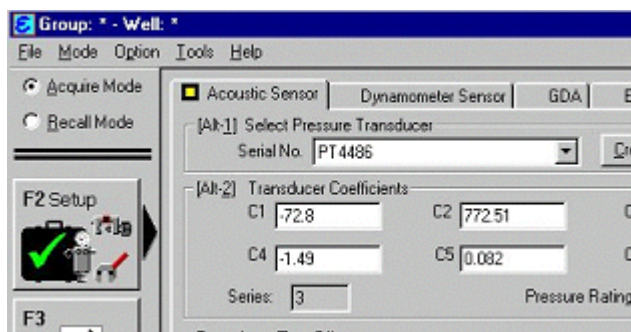 Group: * - Well: *
File Mode Option Tools Help
Acquire Mode
Recall Mode
Acoustic Sensor Dynamometer Sensor GDA
[Alt-1] Select Pressure Transducer
Serial No. PT4486
[Alt-2] Transducer Coefficients
C1 -72.8 C2 772.51
C4 -1.49 C5 0.082
Series: 3 Pressure Rating
F2 Setup
F3